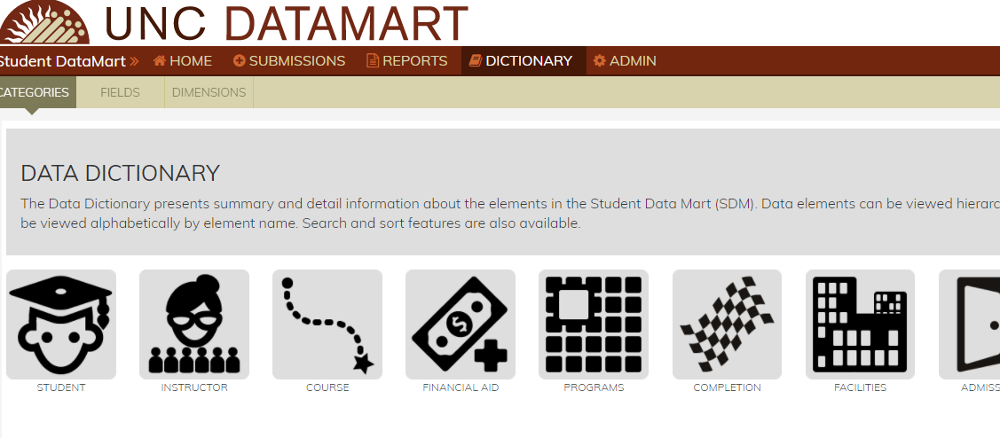 UNC DATAMART
Student DataMart » HOME SUBMISSIONS REPORTS DICTIONARY ADMIN
CATEGORIES FIELDS DIMENSIONS
DATA DICTIONARY
The Data Dictionary presents summary and detail information about the elements in the Student Data Mart (SDM). Data elements can be viewed hierarc
be viewed alphabetically by element name. Search and sort features are also available.
$
STUDENT INSTRUCTOR COURSE FINANCIAL AID PROGRAMS COMPLETION FACILITIES ADMISS